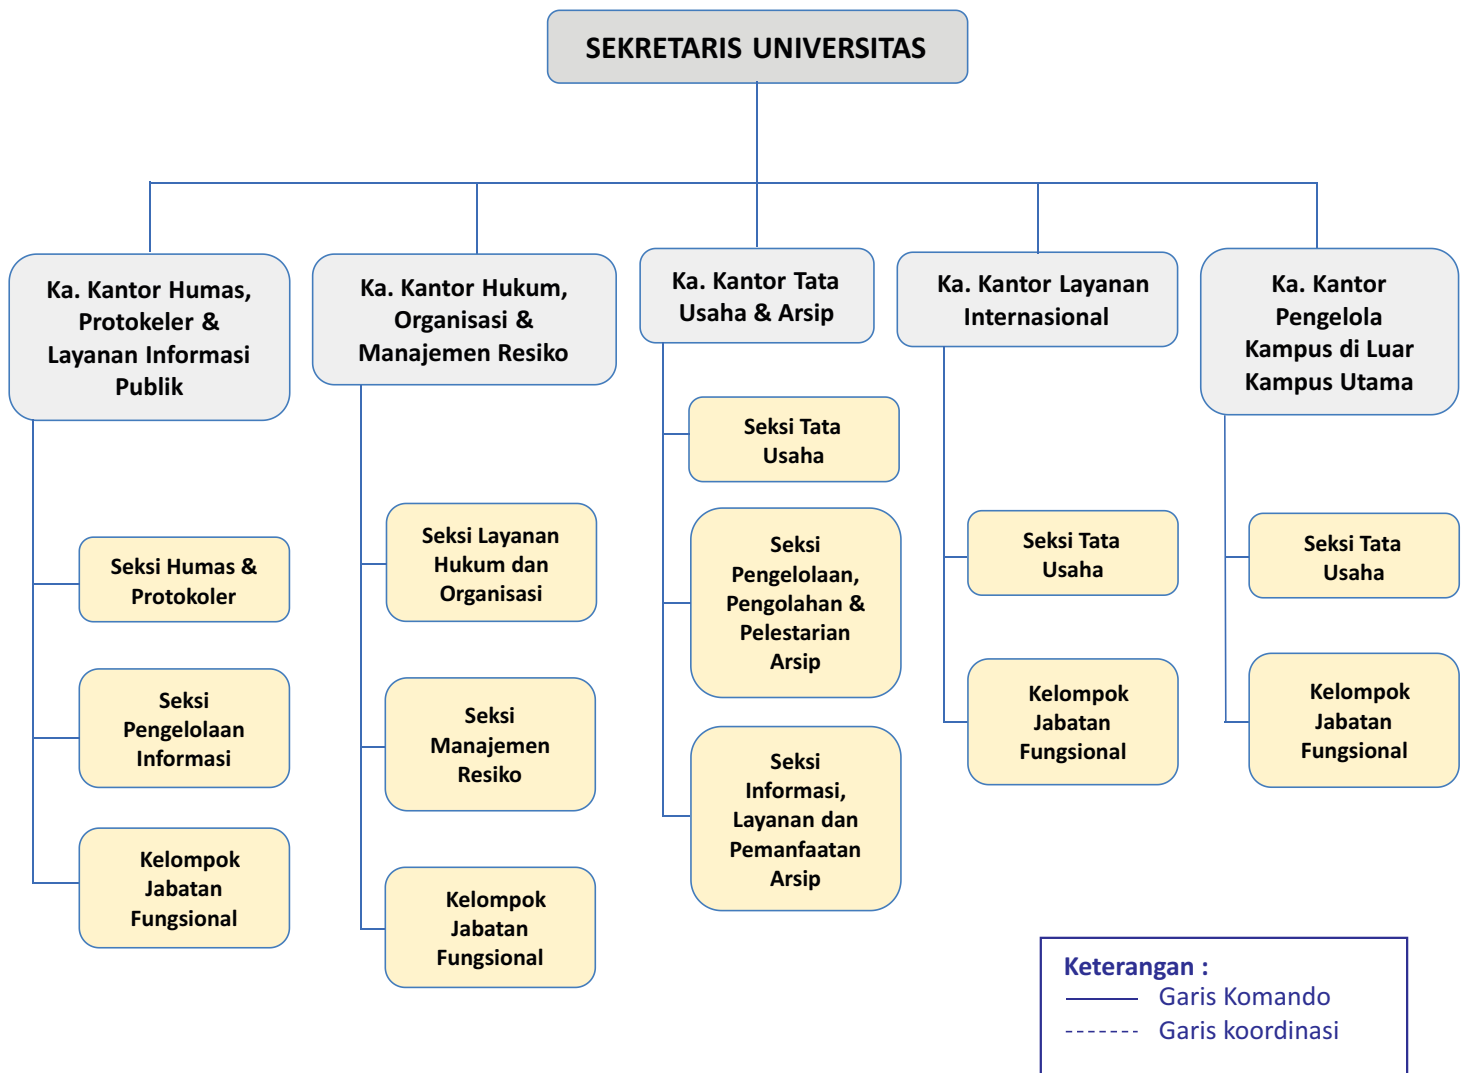 SEKRETARIS UNIVERSITAS
Ka. Kantor Humas,
Protokeler &
Layanan Informasi
Publik
Ka. Kantor Hukum,
Organisasi &
Manajemen Resiko
Ka. Kantor Tata
Usaha & Arsip
Ka. Kantor Layanan
Internasional
Ka. Kantor
Pengelola
Kampus di Luar
Kampus Utama
Seksi Humas &
Protokoler
Seksi
Pengelolaan
Informasi
Kelompok
Jabatan
Fungsional
Seksi Layanan
Hukum dan
Organisasi
Seksi
Manajemen
Resiko
Kelompok
Jabatan
Fungsional
Seksi Tata
Usaha
Seksi
Pengelolaan,
Pengolahan &
Pelestarian
Arsip
Seksi
Informasi,
Layanan dan
Pemanfaatan
Arsip
Seksi Tata
Usaha
Kelompok
Jabatan
Fungsional
Seksi Tata
Usaha
Kelompok
Jabatan
Fungsional
Keterangan :
Garis Komando
Garis koordinasi